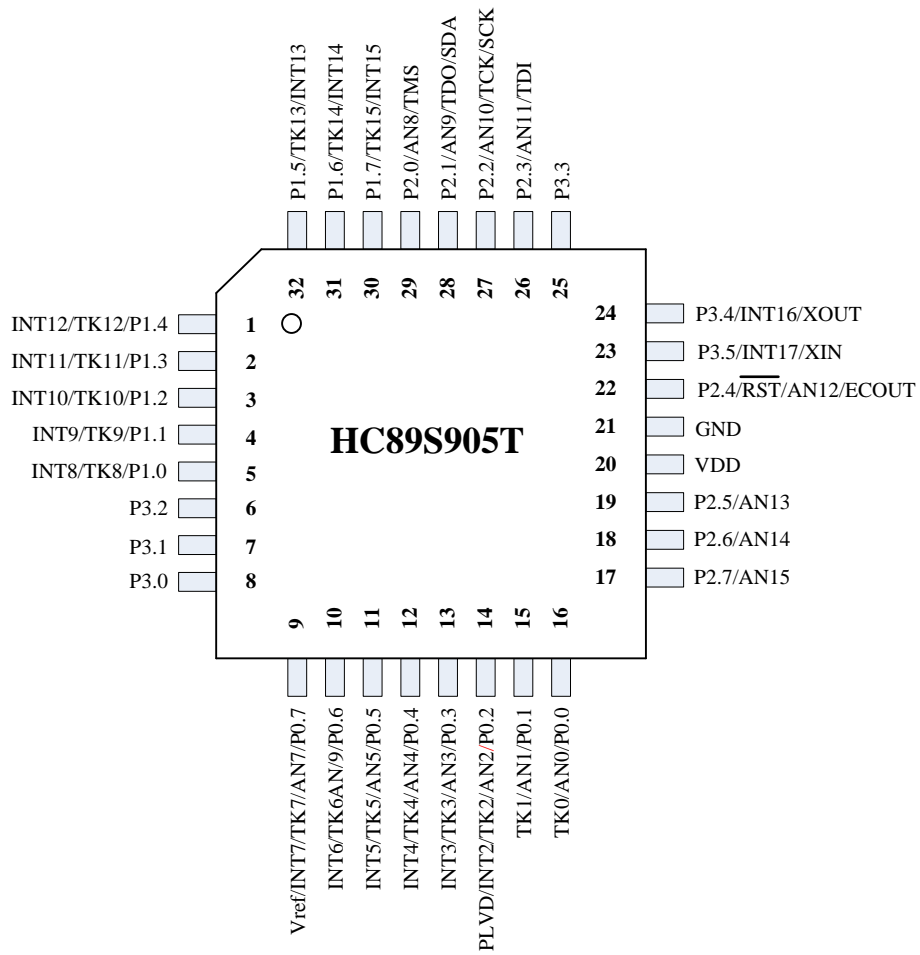 P1.5/TK13/INT13
P1.6/TK14/INT14
P1.7/TK15/INT15
P2.0/AN8/TMS
P2.1/AN9/TDO/SDA
P2.2/AN10/TCK/SCK
P2.3/AN11/TDI
P3.3
32
31
30
29
28
27
26
25
INT12/TK12/P1.4
1
INT11/TK11/P1.3
2
INT10/TK10/P1.2
3
INT9/TK9/P1.1
4
INT8/TK8/P1.0
5
P3.2
6
P3.1
7
P3.0
8
HC89S905T
24
P3.4/INT16/XOUT
23
P3.5/INT17/XIN
22
P2.4/RST/AN12/ECOUT
21
GND
20
VDD
19
P2.5/AN13
18
P2.6/AN14
17
P2.7/AN15
9
10
11
12
13
14
15
16
Vref/INT7/TK7/AN7/P0.7
INT6/TK6AN/9/P0.6
INT5/TK5/AN5/P0.5
INT4/TK4/AN4/P0.4
INT3/TK3/AN3/P0.3
PLVD/INT2/TK2/AN2/P0.2
TK1/AN1/P0.1
TK0/AN0/P0.0